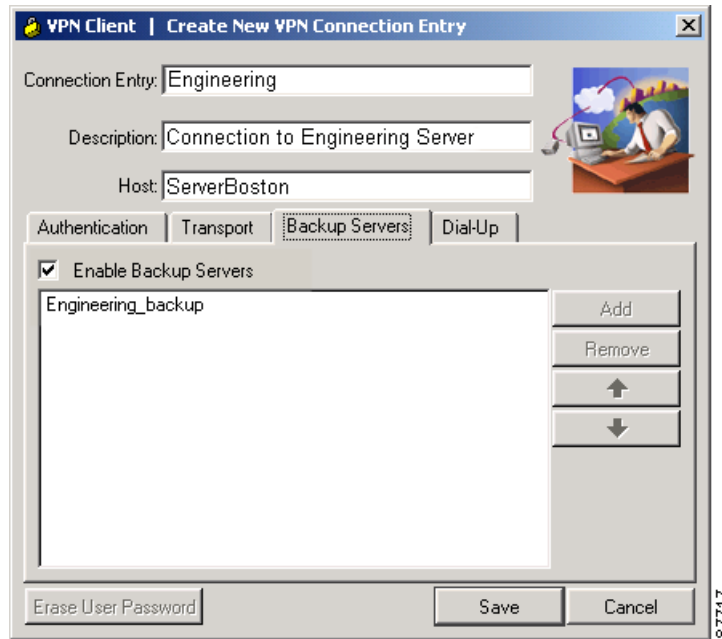 VPN Client | Create New VPN Connection Entry
Connection Entry: Engineering
Description: Connection to Engineering Server
Host: ServerBoston
Authentication Transport Backup Servers Dial-Up
Enable Backup Servers
Engineering_backup
Add
Remove
Erase User Password Save Cancel